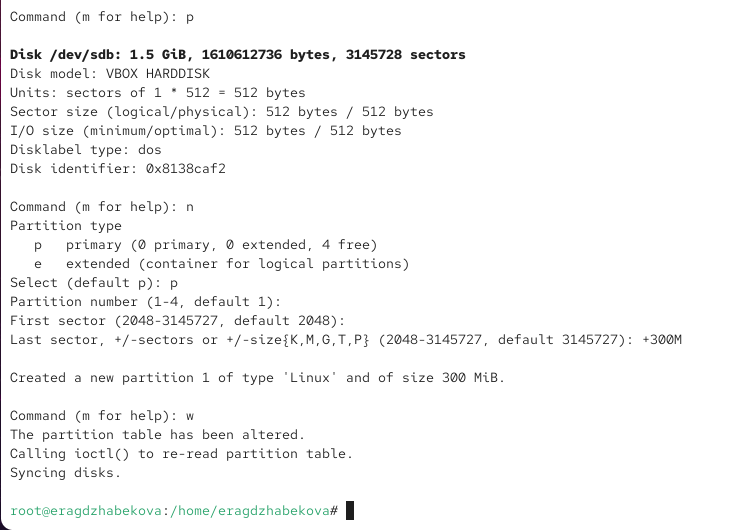 Command (m for help): p
Disk /dev/sdb: 1.5 GiB, 1610612736 bytes, 3145728 sectors
Disk model: VBOX HARDDISK
Units: sectors of 1 * 512 = 512 bytes
Sector size (logical/physical): 512 bytes / 512 bytes
I/O size (minimum/optimal): 512 bytes / 512 bytes
Disklabel type: dos
Disk identifier: 0x8138caf2
Command (m for help): n
Partition type
   p   primary (0 primary, 0 extended, 4 free)
   e   extended (container for logical partitions)
Select (default p): p
Partition number (1-4, default 1):
First sector (2048-3145727, default 2048):
Last sector, +/-sectors or +/-size{K,M,G,T,P} (2048-3145727, default 3145727): +300M
Created a new partition 1 of type 'Linux' and of size 300 MiB.
Command (m for help): w
The partition table has been altered.
Calling ioctl() to re-read partition table.
Syncing disks.
root@eragdzhabekova:/home/eragdzhabekova#